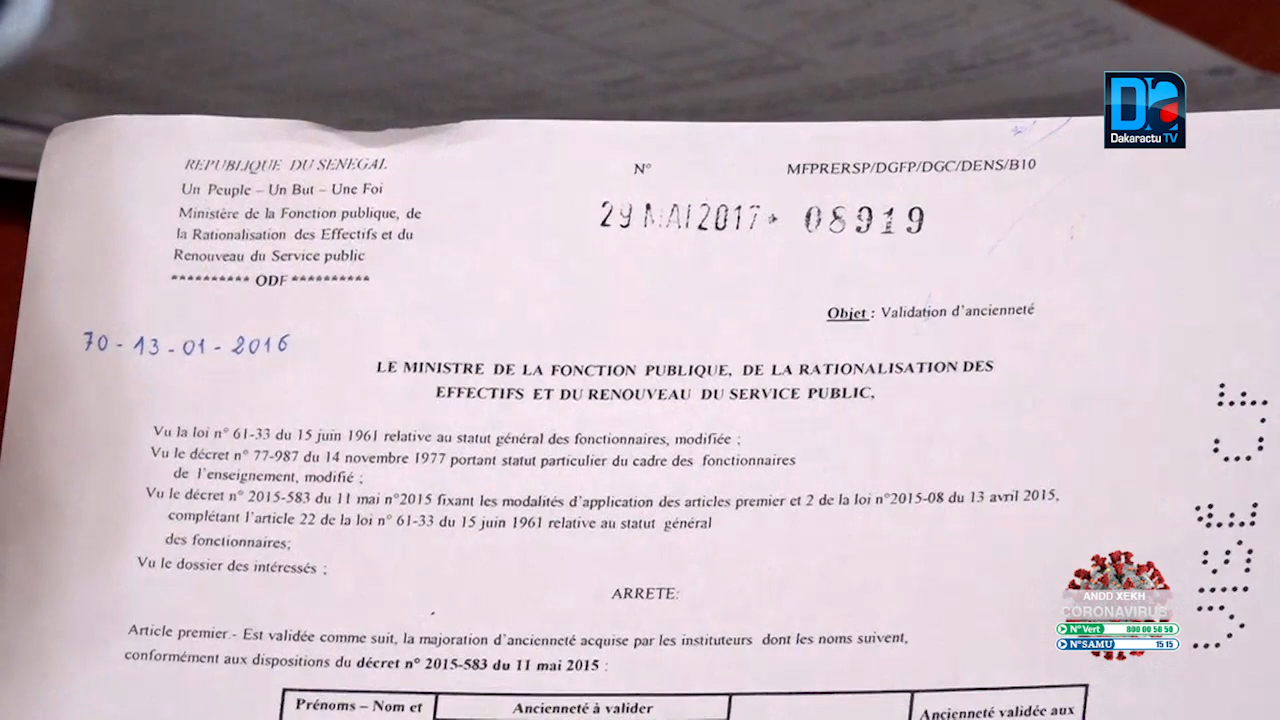 REPUBLIQUE DU SENEGAL
Un Peuple – Un But – Une Foi
Ministère de la Fonction publique, de
la Rationalisation des Effectifs et du
Renouveau du Service public
********** ODF **********
N° MFPRERSP/DGFP/DGC/DENS/B10
29 MAI 2017 * 08919
Objet : Validation d'ancienneté
70 - 13 - 01 - 2016
LE MINISTRE DE LA FONCTION PUBLIQUE, DE LA RATIONALISATION DES
EFFECTIFS ET DU RENOUVEAU DU SERVICE PUBLIC,
Vu la loi n° 61-33 du 15 juin 1961 relative au statut général des fonctionnaires, modifiée ;
Vu le décret n° 77-987 du 14 novembre 1977 portant statut particulier du cadre des fonctionnaires
de l'enseignement, modifié ;
Vu le décret n° 2015-583 du 11 mai n°2015 fixant les modalités d'application des articles premier et 2 de la loi n°2015-08 du 13 avril 2015,
complétant l'article 22 de la loi n° 61-33 du 15 juin 1961 relative au statut général
des fonctionnaires;
Vu le dossier des intéressés ;
ARRETE:
Article premier.- Est validée comme suit, la majoration d'ancienneté acquise par les instituteurs dont les noms suivent,
conformément aux dispositions du décret n° 2015-583 du 11 mai 2015 :
Prénoms – Nom et
Ancienneté à valider
Ancienneté validée aux
Dakaractu TV
ANDD XEKH
CORONAVIRUS
N° Vert 800 00 50 50
N° SAMU 15 15